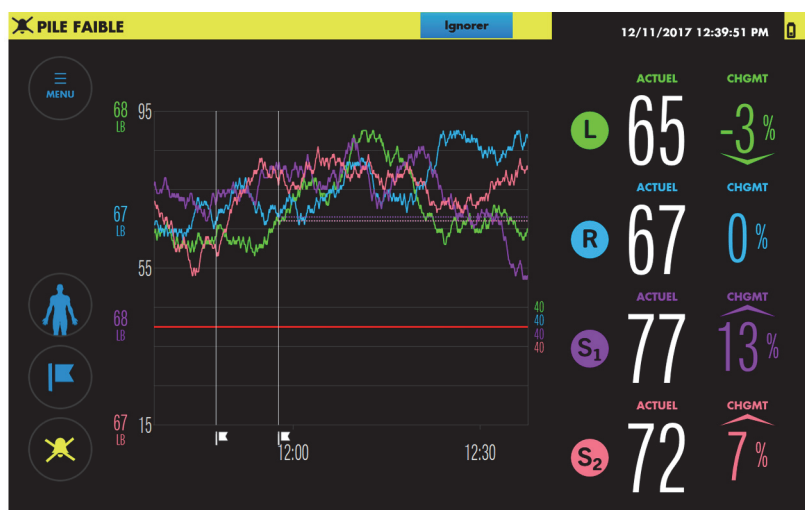 PILE FAIBLE
Ignorer
12/11/2017 12:39:51 PM
MENU
68
LB
67
LB
68
LB
67
LB
95
55
15
40
40
40
40
12:00
12:30
L
ACTUEL
65
CHGMT
-3 %
R
ACTUEL
67
CHGMT
0 %
S1
ACTUEL
77
CHGMT
13 %
S2
ACTUEL
72
CHGMT
7 %